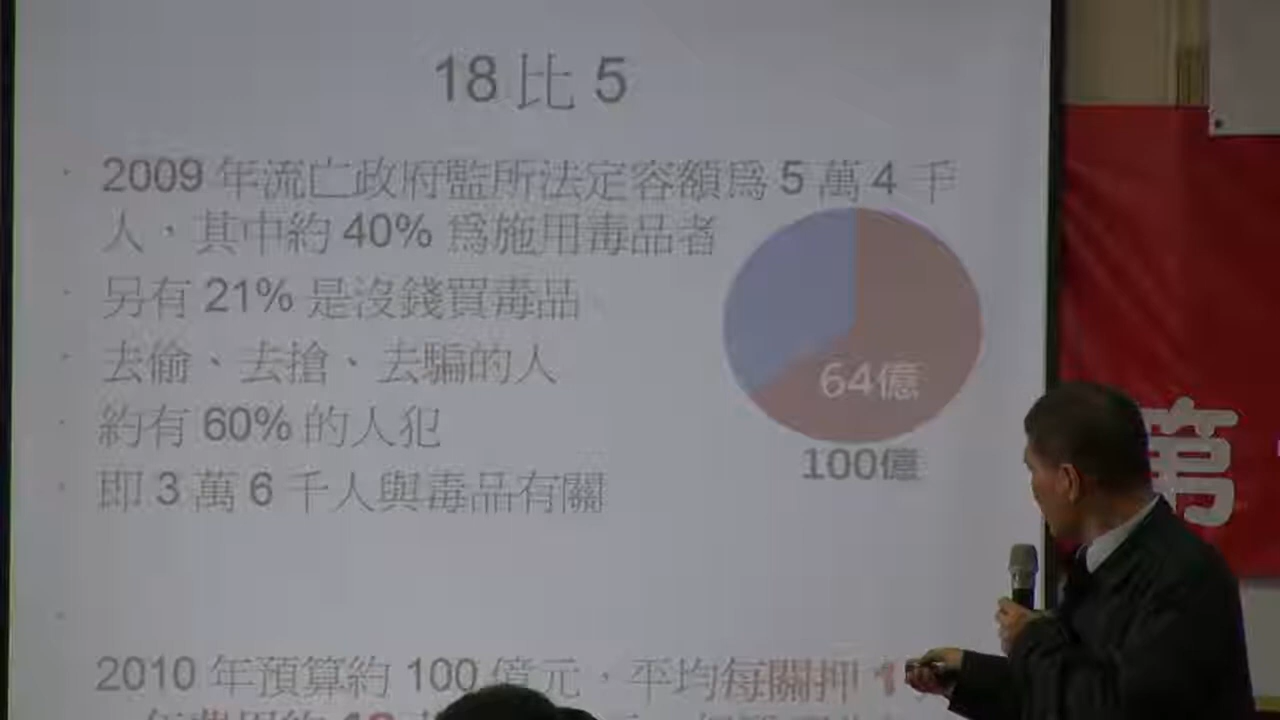 18 比 5
2009 年流亡政府監所法定容額爲 5 萬 4 千
人，其中約 40% 爲施用毒品者
另有 21% 是沒錢買毒品
去偷、去搶、去騙的人
約有 60% 的人犯
即 3 萬 6 千人與毒品有關
64億
100億
2010 年預算約 100 億元，平均每關押 1
第